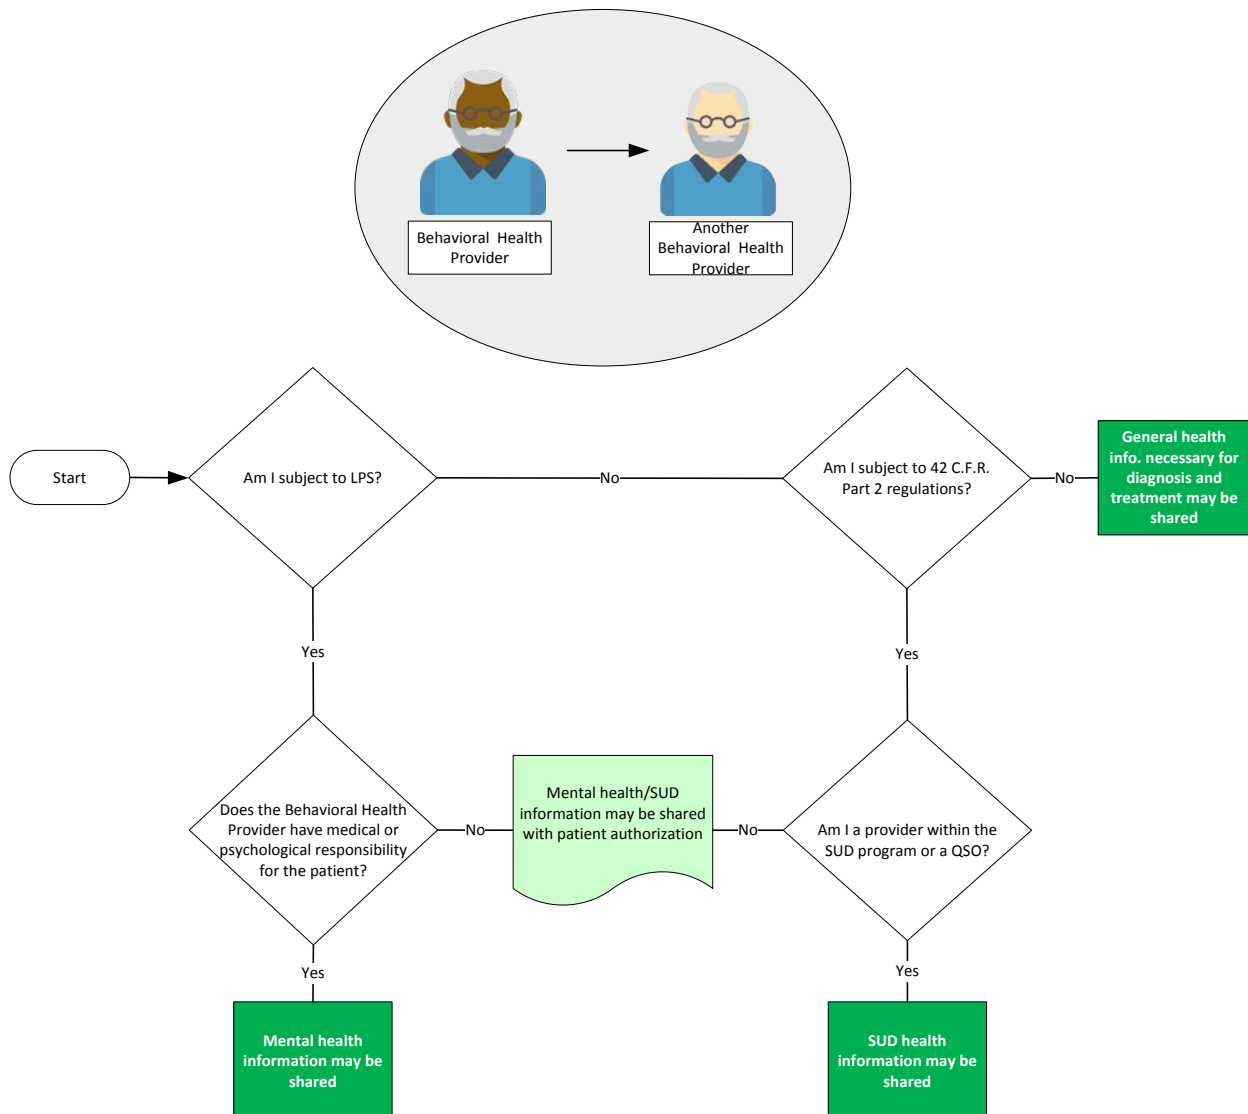 Behavioral Health
Provider
Another
Behavioral Health
Provider
Start
Am I subject to LPS?
No
Am I subject to 42 C.F.R.
Part 2 regulations?
No
General health
info. necessary for
diagnosis and
treatment may be
shared
Yes
Yes
Does the Behavioral Health
Provider have medical or
psychological responsibility
for the patient?
No
Mental health/SUD
information may be shared
with patient authorization
No
Am I a provider within the
SUD program or a QSO?
Yes
Yes
Mental health
information may be
shared
SUD health
information may be
shared